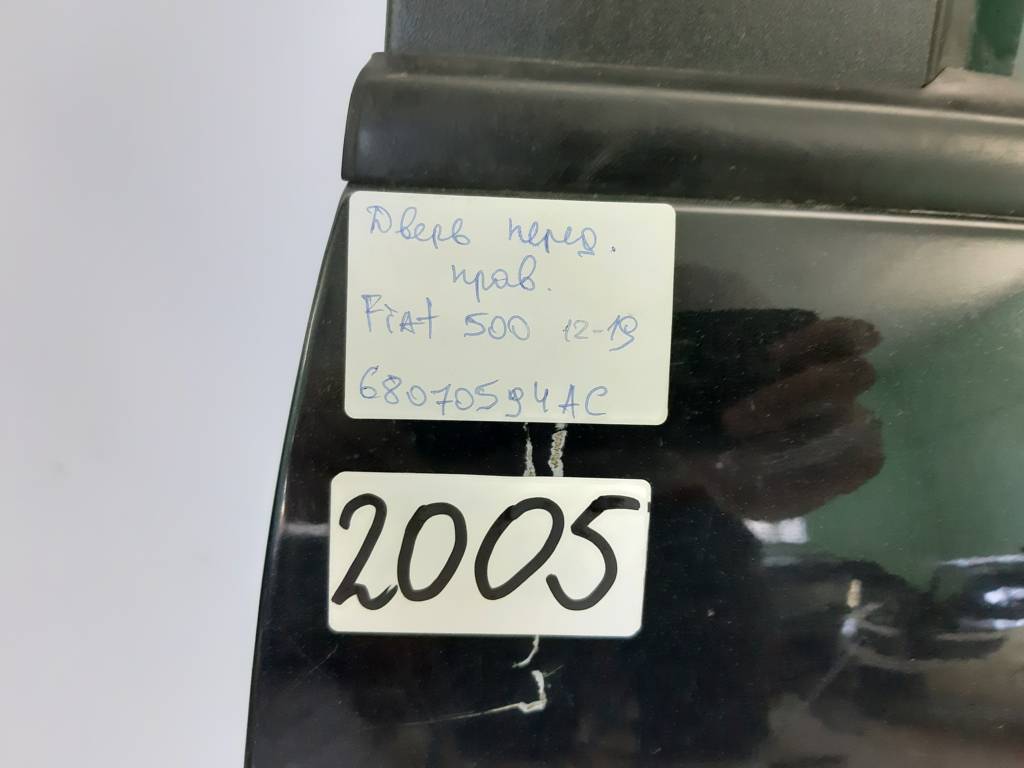 Дверь перед.
прав.
Fiat 500 12-19
68070594AC
2005